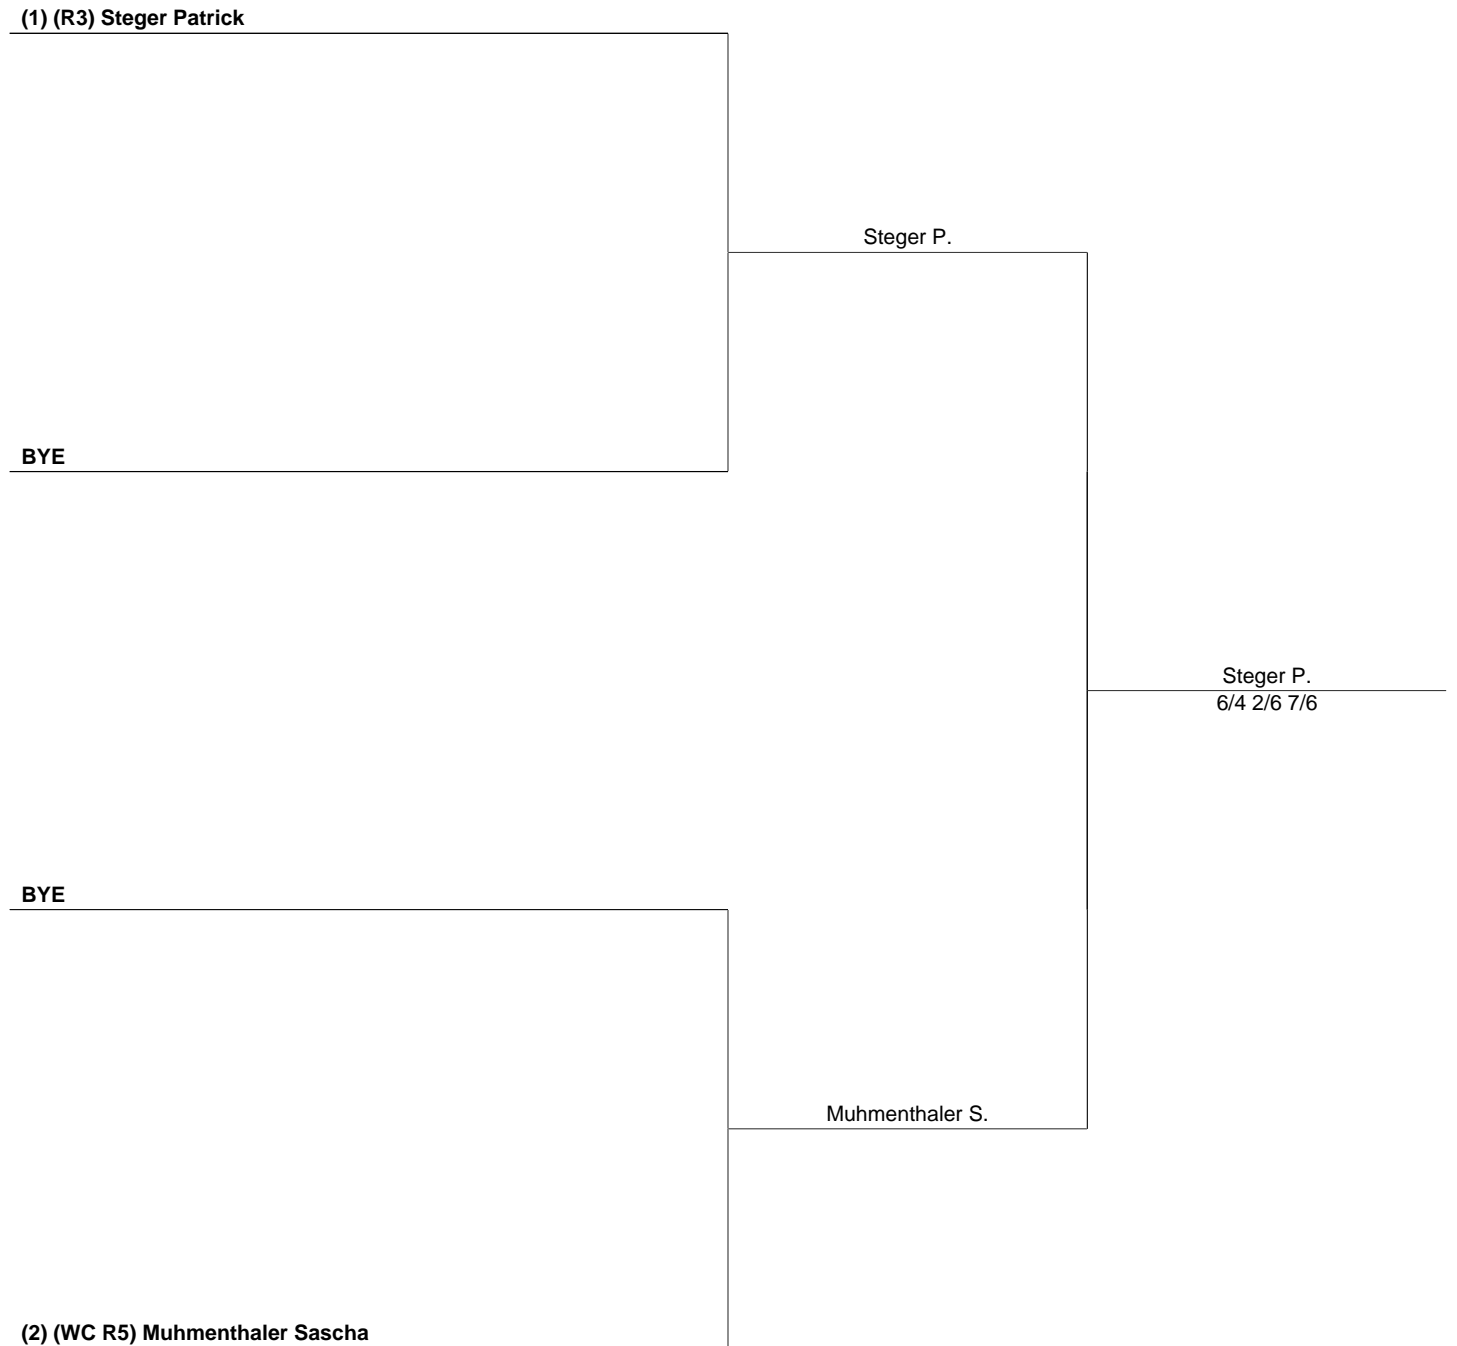 (1) (R3) Steger Patrick
Steger P.
BYE
Steger P.
6/4 2/6 7/6
BYE
Muhmenthaler S.
(2) (WC R5) Muhmenthaler Sascha